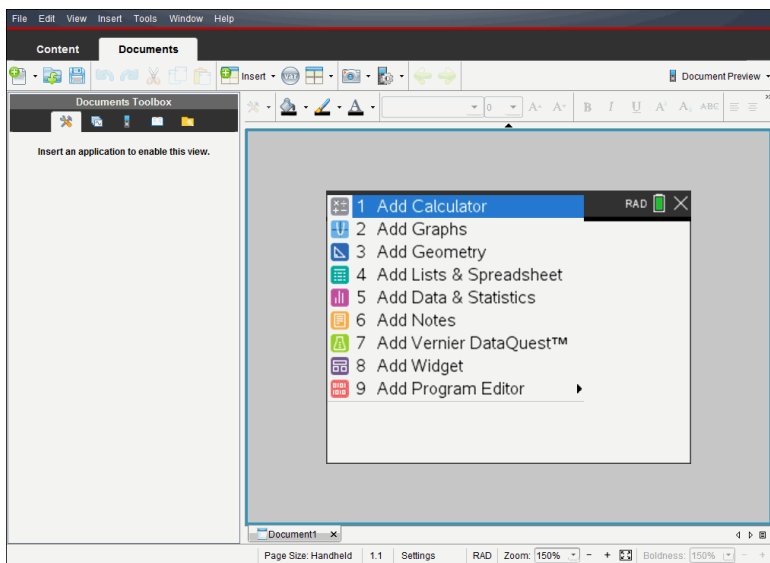 File Edit View Insert Tools Window Help
Content Documents
Insert VAR Document Preview
Documents Toolbox
A 0 A- A+ B I U A ABC
Insert an application to enable this view.
1 Add Calculator RAD
2 Add Graphs
3 Add Geometry
4 Add Lists & Spreadsheet
5 Add Data & Statistics
6 Add Notes
7 Add Vernier DataQuest™
8 Add Widget
9 Add Program Editor
Document1
Page Size: Handheld 1.1 Settings RAD Zoom: 150% - + Boldness: 150% - +